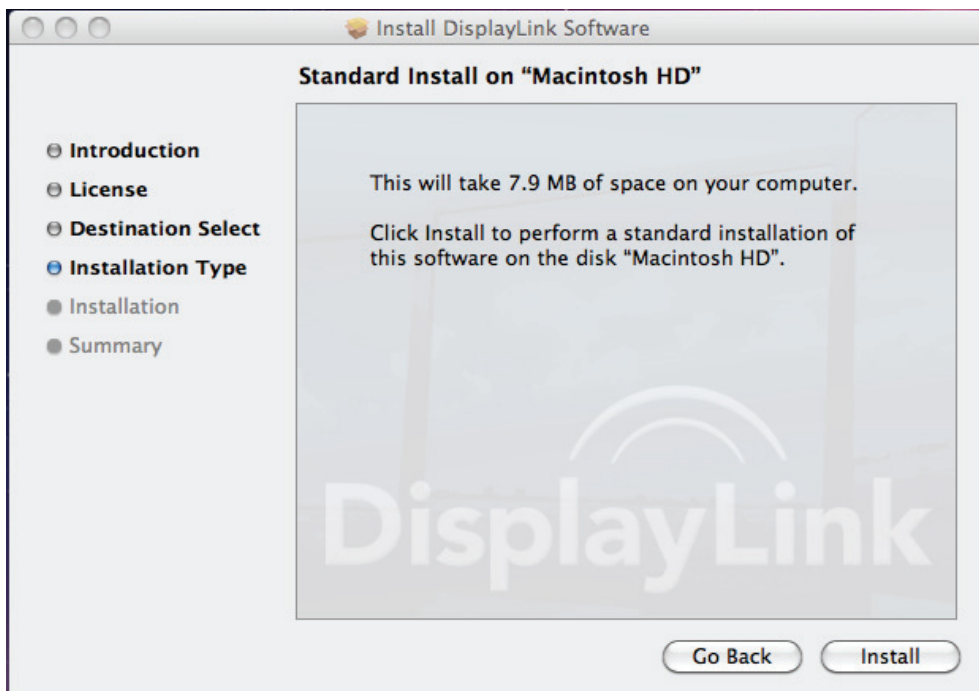 Install DisplayLink Software
Standard Install on “Macintosh HD”
Introduction
License
Destination Select
Installation Type
Installation
Summary
This will take 7.9 MB of space on your computer.
Click Install to perform a standard installation of
this software on the disk “Macintosh HD”.
DisplayLink
Go Back
Install